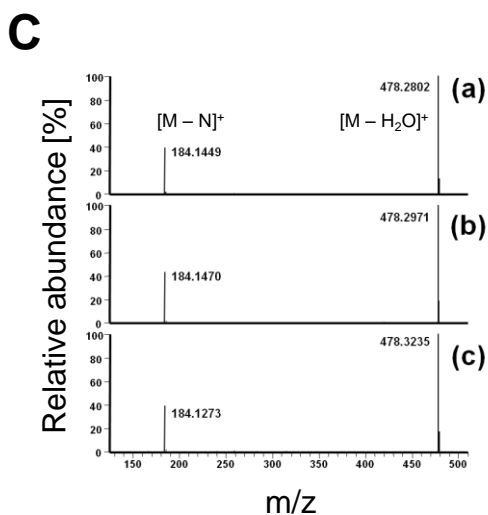 C
Relative abundance [%]
100
80
60
40
20
0
[M – N]⁺
184.1449
[M – H₂O]⁺
478.2802
(a)
100
80
60
40
20
0
184.1470
478.2971
(b)
100
80
60
40
20
0
184.1273
478.3235
(c)
150 200 250 300 350 400 450 500
m/z